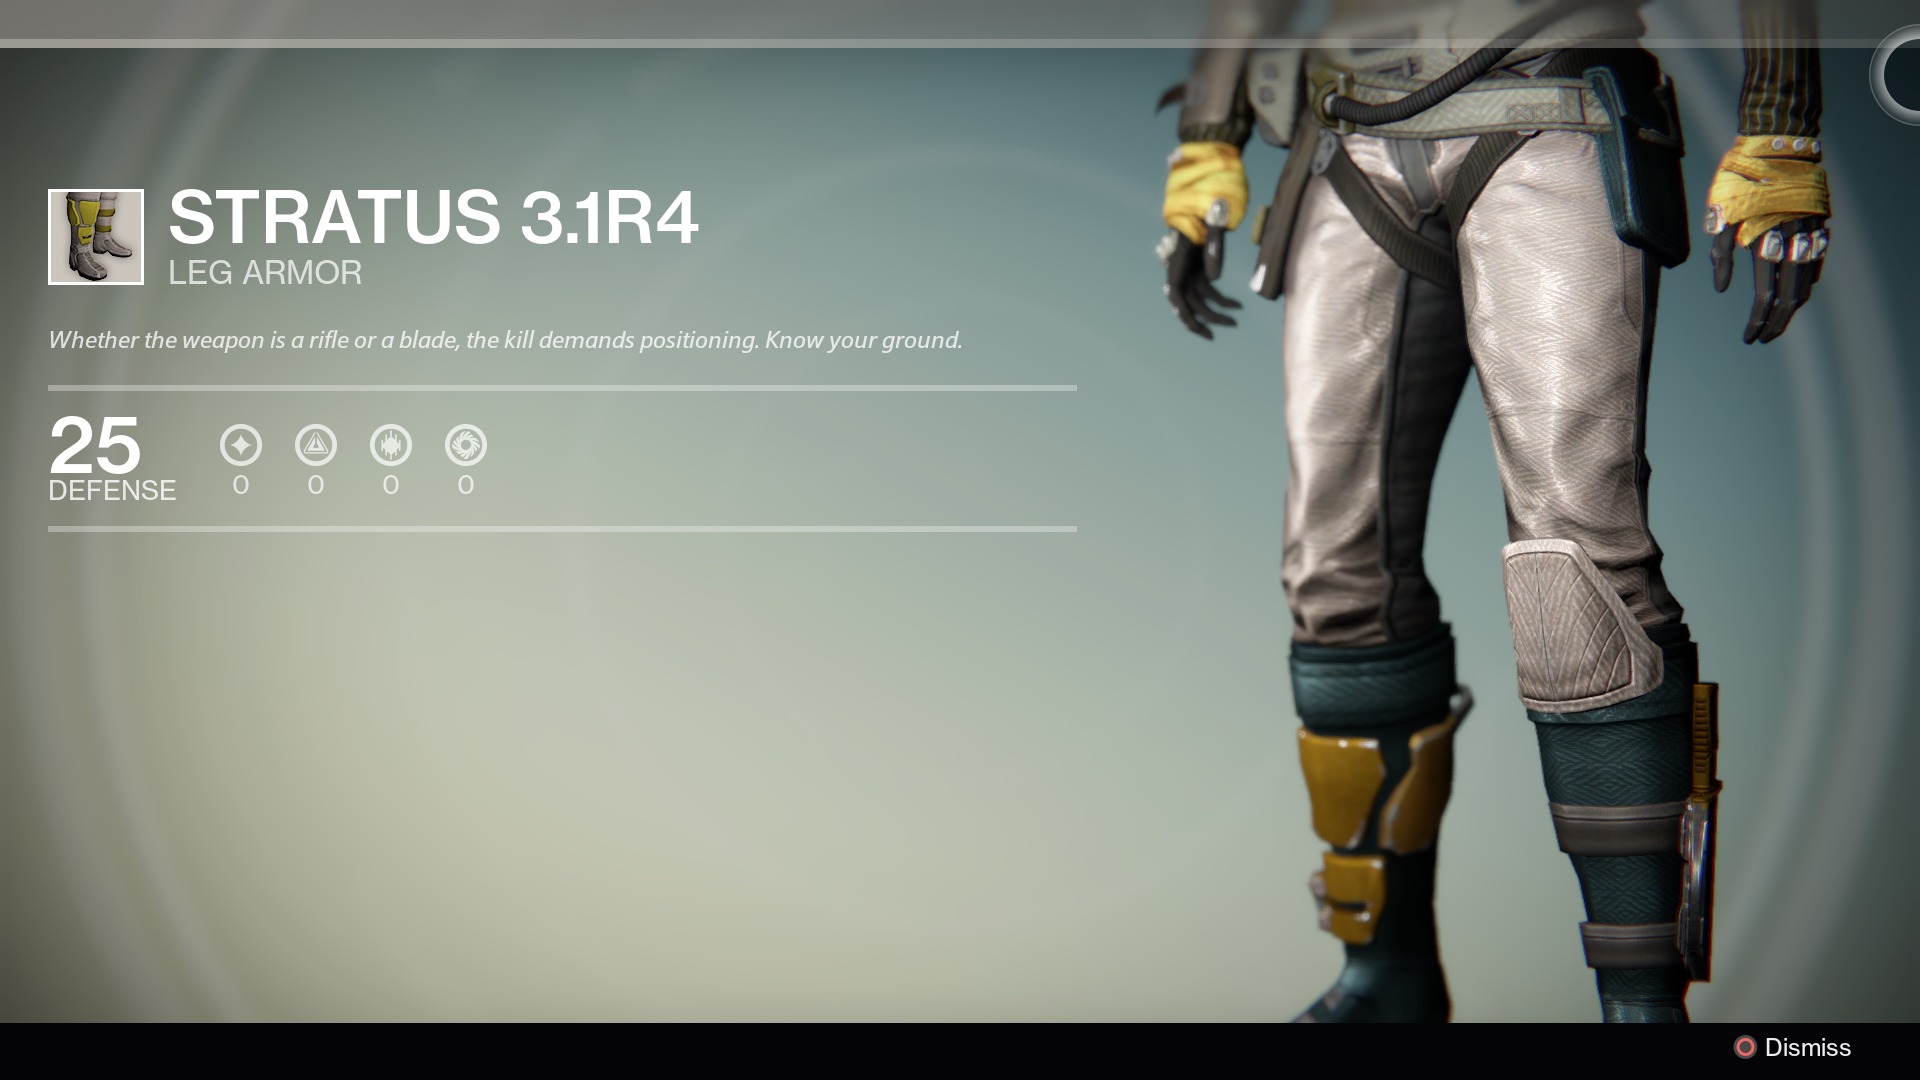 STRATUS 3.1R4
LEG ARMOR
Whether the weapon is a rifle or a blade, the kill demands positioning. Know your ground.
25
DEFENSE
0 0 0 0
Dismiss